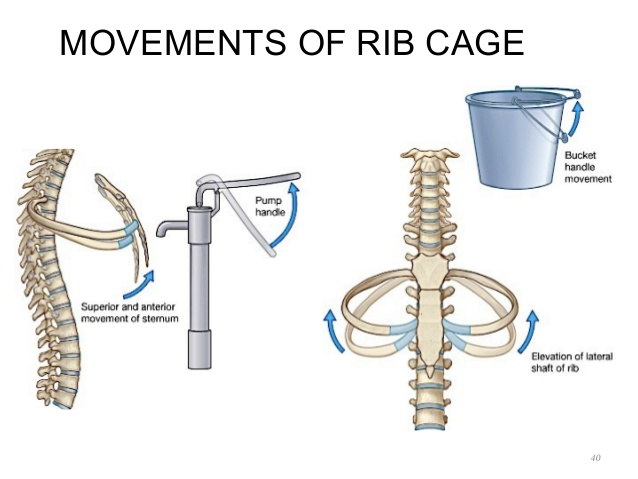 MOVEMENTS OF RIB CAGE
Bucket
handle
movement
Pump
handle
Superior and anterior
movement of sternum
Elevation of lateral
shaft of rib
40